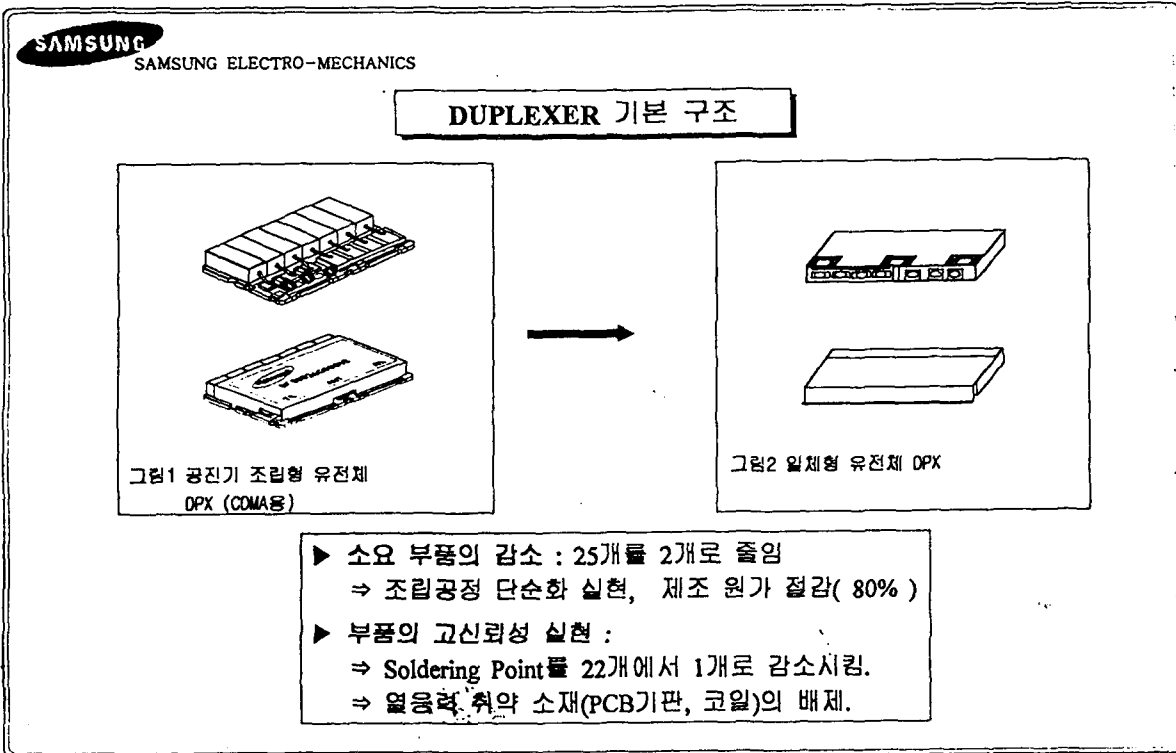 SAMSUNG
SAMSUNG ELECTRO-MECHANICS
DUPLEXER 기본 구조
그림1 공진기 조립형 유전체
DPX (CDMA용)
그림2 일체형 유전체 DPX
▶ 소요 부품의 감소 : 25개를 2개로 줄임
⇒ 조립공정 단순화 실현, 제조 원가 절감( 80% )
▶ 부품의 고신뢰성 실현 :
⇒ Soldering Point를 22개에서 1개로 감소시킴.
⇒ 열응력 취약 소재(PCB기판, 코일)의 배제.